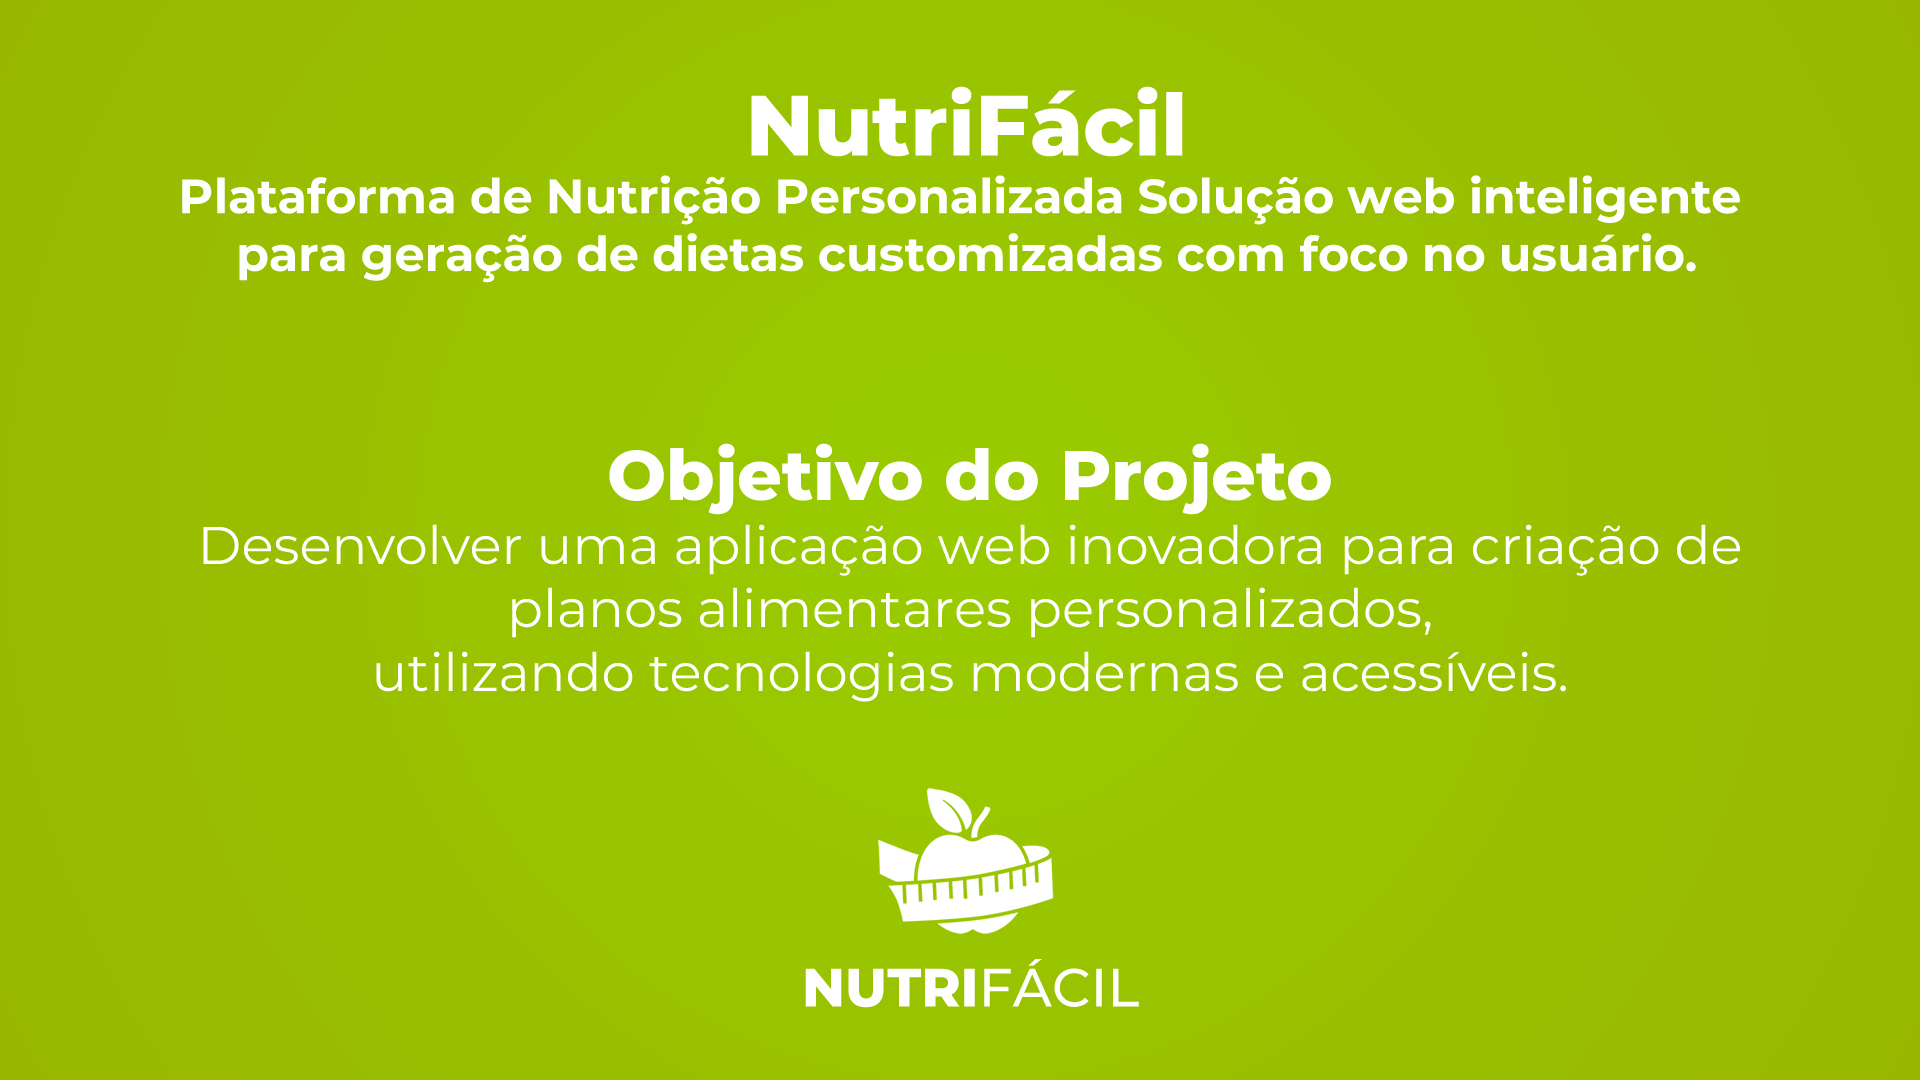 NutriFácil
Plataforma de Nutrição Personalizada Solução web inteligente
para geração de dietas customizadas com foco no usuário.
Objetivo do Projeto
Desenvolver uma aplicação web inovadora para criação de
planos alimentares personalizados,
utilizando tecnologias modernas e acessíveis.
NUTRIFÁCIL